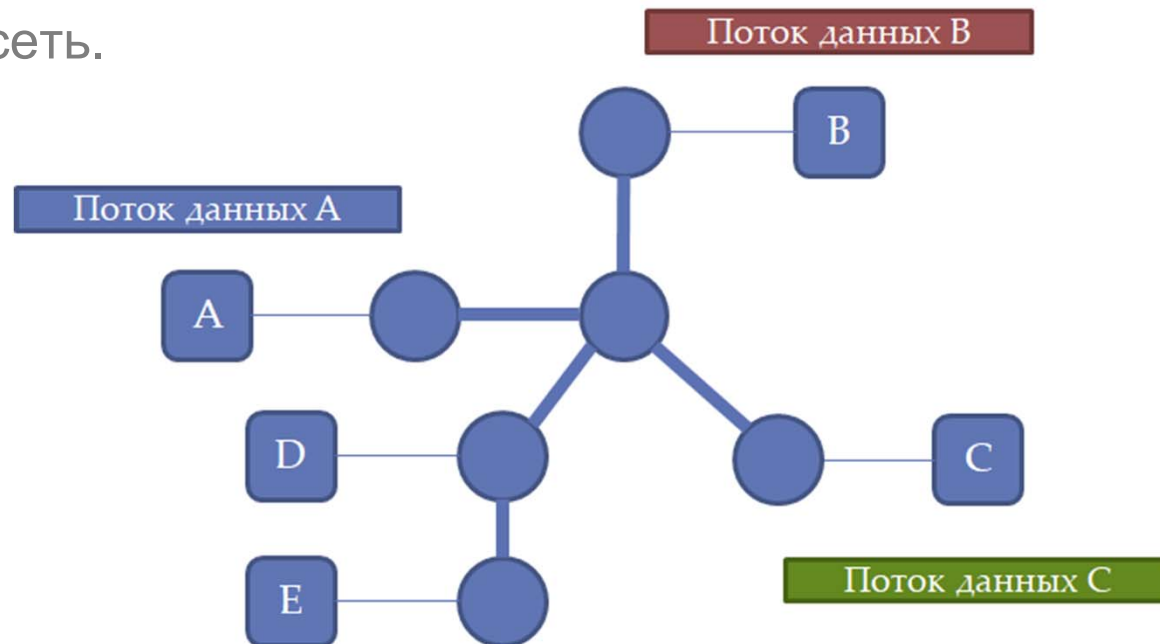 сеть.
Поток данных B
B
Поток данных A
A
D
C
E
Поток данных C